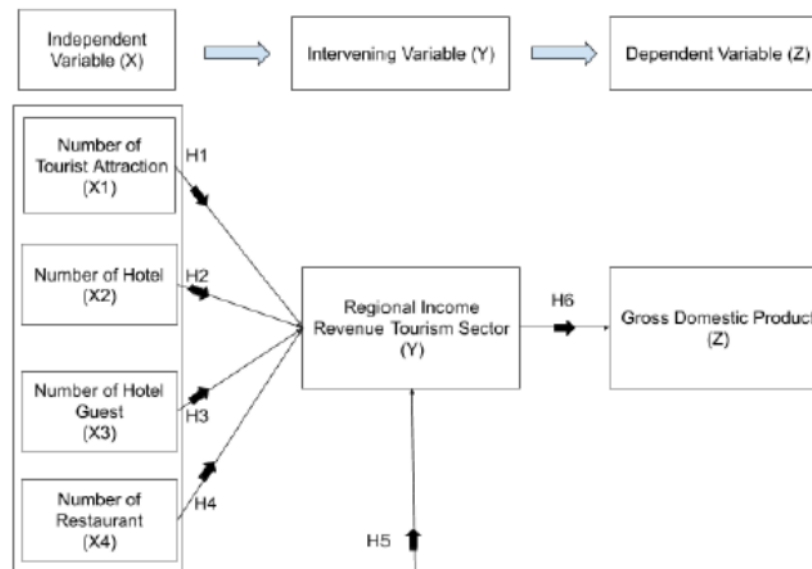 Independent
Variable (X)
Intervening Variable (Y)
Dependent Variable (Z)
Number of
Tourist Attraction
(X1)
H1
Number of Hotel
(X2)
H2
Regional Income
Revenue Tourism Sector
(Y)
H6
Gross Domestic Product
(Z)
Number of Hotel
Guest
(X3)
H3
Number of
Restaurant
(X4)
H4
H5